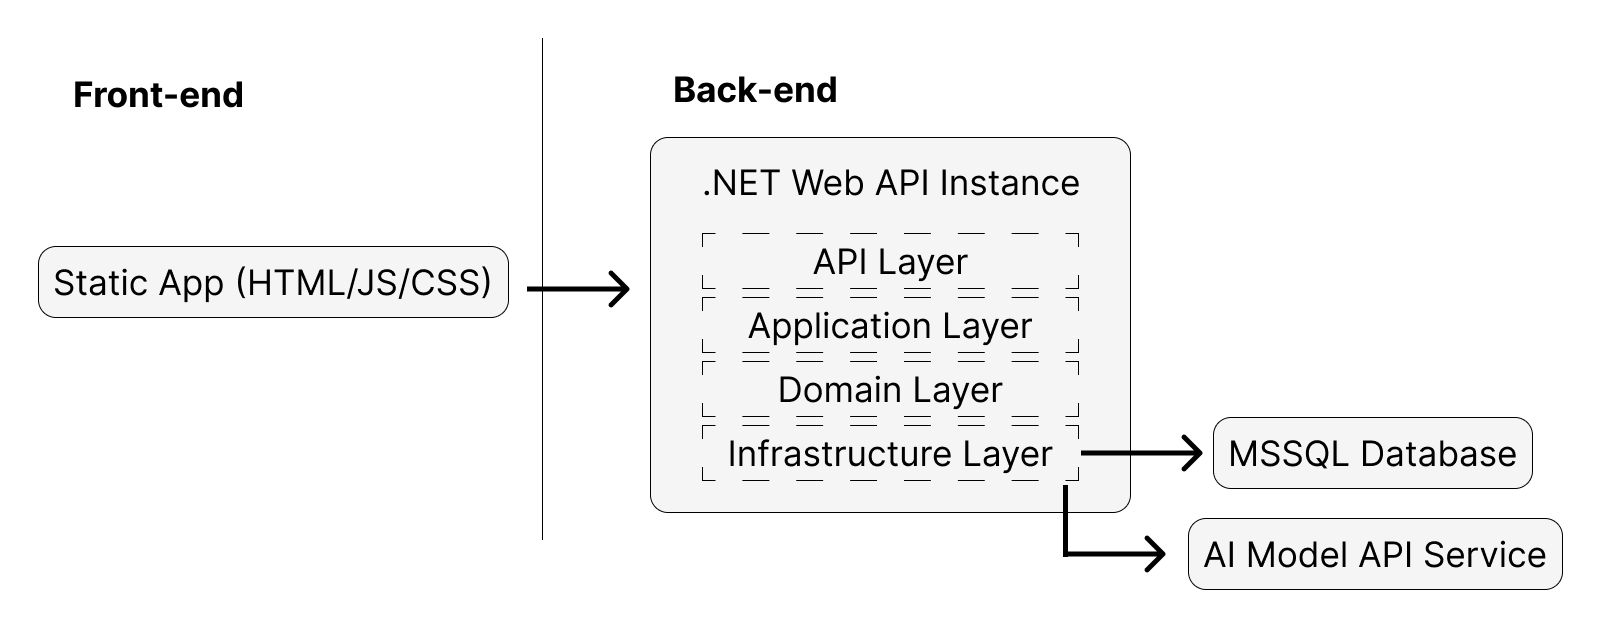 Front-end
Back-end
.NET Web API Instance
API Layer
Static App (HTML/JS/CSS)
Application Layer
Domain Layer
Infrastructure Layer
MSSQL Database
AI Model API Service